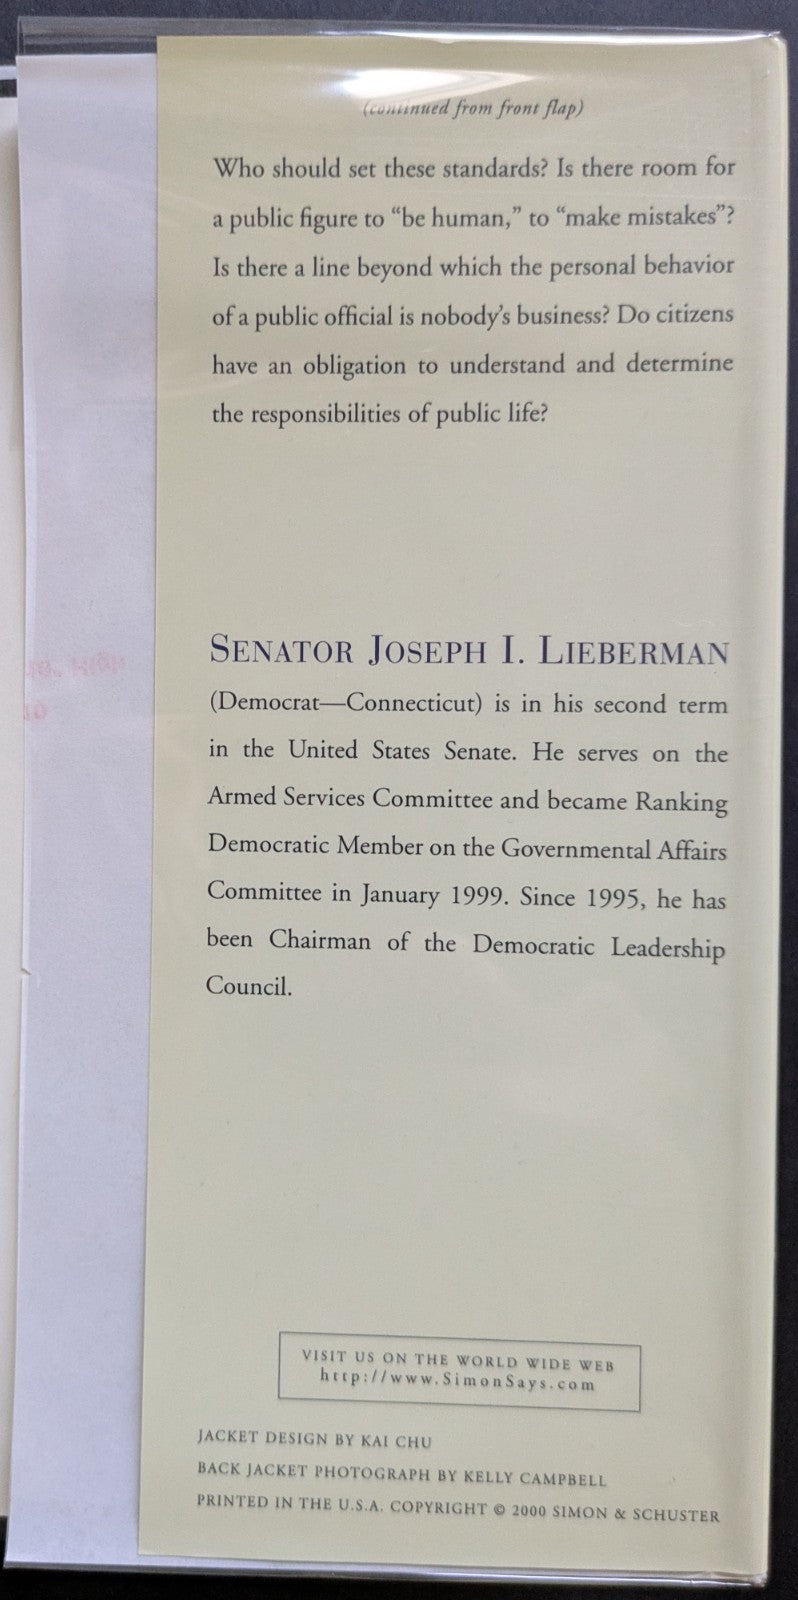 (continued from front flap)
Who should set these standards? Is there room for
a public figure to “be human,” to “make mistakes”?
Is there a line beyond which the personal behavior
of a public official is nobody’s business? Do citizens
have an obligation to understand and determine
the responsibilities of public life?
SENATOR JOSEPH I. LIEBERMAN
(Democrat—Connecticut) is in his second term
in the United States Senate. He serves on the
Armed Services Committee and became Ranking
Democratic Member on the Governmental Affairs
Committee in January 1999. Since 1995, he has
been Chairman of the Democratic Leadership
Council.
VISIT US ON THE WORLD WIDE WEB
http://www.SimonSays.com
JACKET DESIGN BY KAI CHU
BACK JACKET PHOTOGRAPH BY KELLY CAMPBELL
PRINTED IN THE U.S.A. COPYRIGHT © 2000 SIMON & SCHUSTER